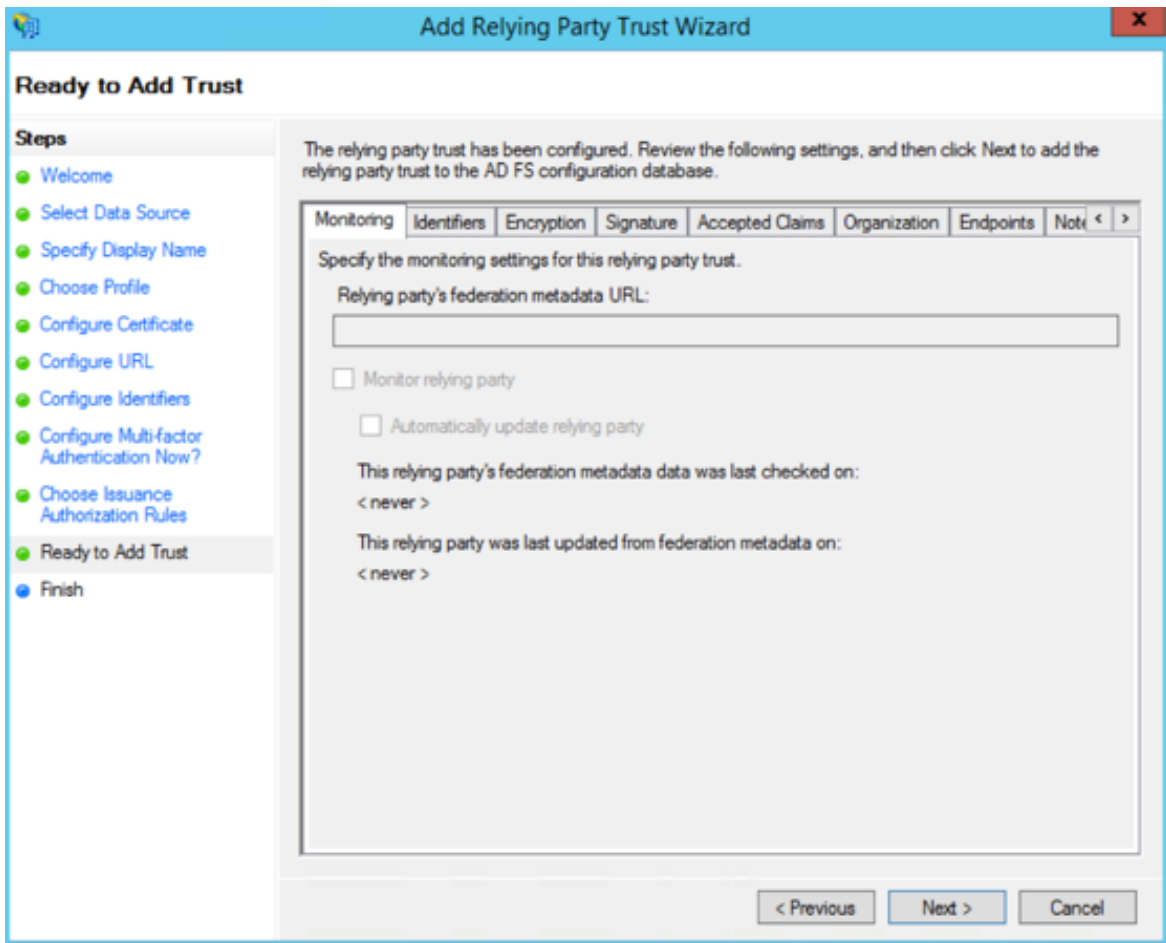 Add Relying Party Trust Wizard
x
Ready to Add Trust
Steps
Welcome
Select Data Source
Specify Display Name
Choose Profile
Configure Certificate
Configure URL
Configure Identifiers
Configure Multi-factor
Authentication Now?
Choose Issuance
Authorization Rules
Ready to Add Trust
Finish
The relying party trust has been configured. Review the following settings, and then click Next to add the
relying party trust to the AD FS configuration database.
Monitoring Identifiers Encryption Signature Accepted Claims Organization Endpoints Note < >
Specify the monitoring settings for this relying party trust.
Relying party's federation metadata URL:
Monitor relying party
Automatically update relying party
This relying party's federation metadata data was last checked on:
< never >
This relying party was last updated from federation metadata on:
< never >
< Previous Next > Cancel